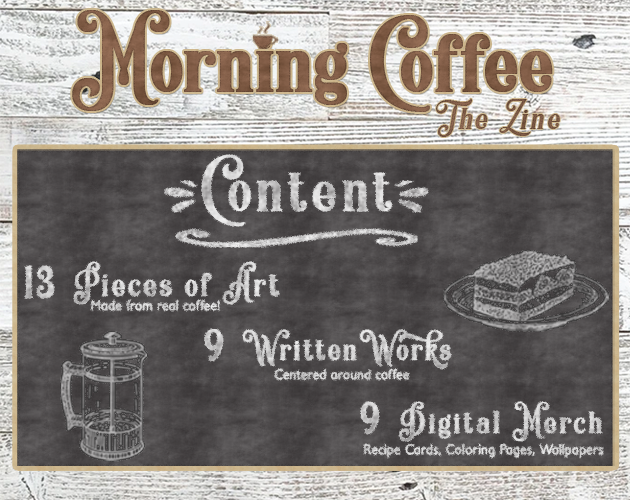 Morning Coffee
The Zine
Content
13 Pieces of Art
Made from real coffee!
9 Written Works
Centered around coffee
9 Digital Merch
Recipe Cards, Coloring Pages, Wallpapers